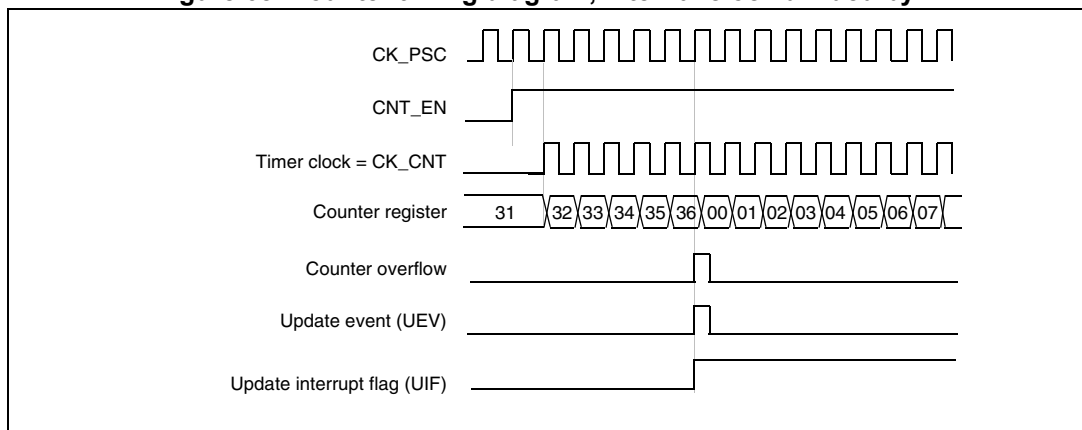 CK_PSC
CNT_EN
Timer clock = CK_CNT
Counter register 31 32 33 34 35 36 00 01 02 03 04 05 06 07
Counter overflow
Update event (UEV)
Update interrupt flag (UIF)